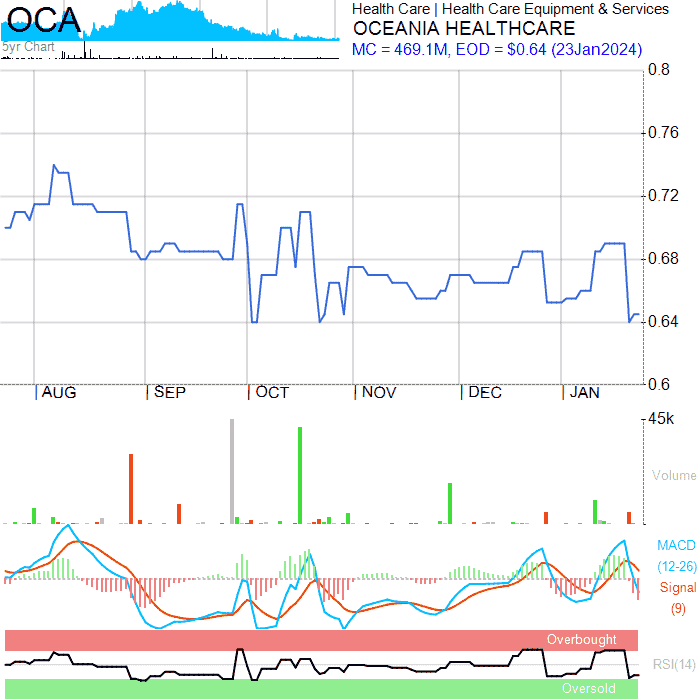 OCA
5yr Chart
Health Care | Health Care Equipment & Services
OCEANIA HEALTHCARE
MC = 469.1M, EOD = $0.64 (23Jan2024)
0.8
0.76
0.72
0.68
0.64
0.6
|AUG |SEP |OCT |NOV |DEC |JAN
45k
Volume
MACD
(12-26)
Signal
(9)
Overbought
RSI(14)
Oversold